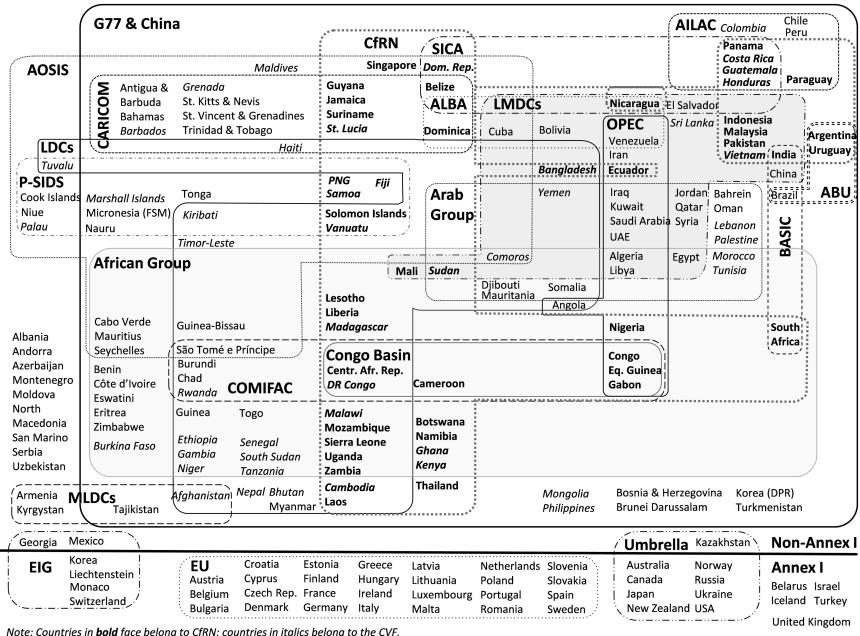 G77 & China
AILAC
Colombia
Chile
Peru
CfRN
SICA
Panama
Costa Rica
Guatemala
Honduras
Paraguay
AOSIS
Maldives
Singapore
Dom. Rep.
CARICOM
Antigua &
Barbuda
Bahamas
Barbados
Grenada
St. Kitts & Nevis
St. Vincent & Grenadines
Trinidad & Tobago
Guyana
Jamaica
Suriname
St. Lucia
Belize
ALBA
Dominica
LMDCs
Nicaragua
El Salvador
Cuba
Bolivia
OPEC
Sri Lanka
Venezuela
Iran
Indonesia
Malaysia
Pakistan
Vietnam
India
China
Argentina
Uruguay
ABU
Haiti
LDCs
Tuvalu
Bangladesh
Ecuador
P-SIDS
Cook Islands
Niue
Palau
Marshall Islands
Micronesia (FSM)
Nauru
Tonga
Kiribati
Timor-Leste
PNG
Samoa
Fiji
Solomon Islands
Vanuatu
Arab
Group
Yemen
Iraq
Kuwait
Saudi Arabia
UAE
Jordan
Qatar
Syria
Bahrain
Oman
Lebanon
Palestine
Morocco
Tunisia
Brazil
BASIC
African Group
Comoros
Algeria
Libya
Egypt
Mali
Sudan
Djibouti
Mauritania
Somalia
Angola
Lesotho
Liberia
Madagascar
Nigeria
South
Africa
Cabo Verde
Mauritius
Seychelles
Guinea-Bissau
Albania
Andorra
Azerbaijan
Montenegro
Moldova
North
Macedonia
San Marino
Serbia
Uzbekistan
São Tomé e Príncipe
Burundi
Chad
Rwanda
COMIFAC
Congo Basin
Centr. Afr. Rep.
DR Congo
Cameroon
Congo
Eq. Guinea
Gabon
Benin
Côte d’Ivoire
Eswatini
Eritrea
Zimbabwe
Burkina Faso
Guinea
Togo
Ethiopia
Gambia
Niger
Senegal
South Sudan
Tanzania
Malawi
Mozambique
Sierra Leone
Uganda
Zambia
Botswana
Namibia
Ghana
Kenya
Cambodia
Laos
Thailand
Armenia
Kyrgystan
MLDCs
Tajikistan
Afghanistan
Nepal
Bhutan
Myanmar
Mongolia
Philippines
Bosnia & Herzegovina
Brunei Darussalam
Korea (DPR)
Turkmenistan
Georgia
Mexico
Umbrella
Kazakhstan
Non-Annex I
EIG
Korea
Liechtenstein
Monaco
Switzerland
EU
Austria
Belgium
Bulgaria
Croatia
Cyprus
Czech Rep.
Denmark
Estonia
Finland
France
Germany
Greece
Hungary
Ireland
Italy
Latvia
Lithuania
Luxembourg
Malta
Netherlands
Poland
Portugal
Romania
Slovenia
Slovakia
Spain
Sweden
Australia
Canada
Japan
New Zealand
Norway
Russia
Ukraine
USA
Annex I
Belarus
Israel
Iceland
Turkey
United Kingdom
Note: Countries in bold face belong to CfRN; countries in italics belong to the CVF.